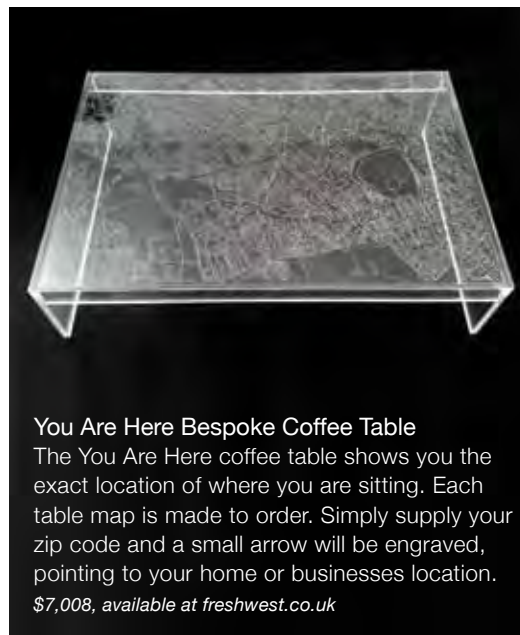 You Are Here Bespoke Coffee Table
The You Are Here coffee table shows you the
exact location of where you are sitting. Each
table map is made to order. Simply supply your
zip code and a small arrow will be engraved,
pointing to your home or businesses location.
$7,008, available at freshwest.co.uk